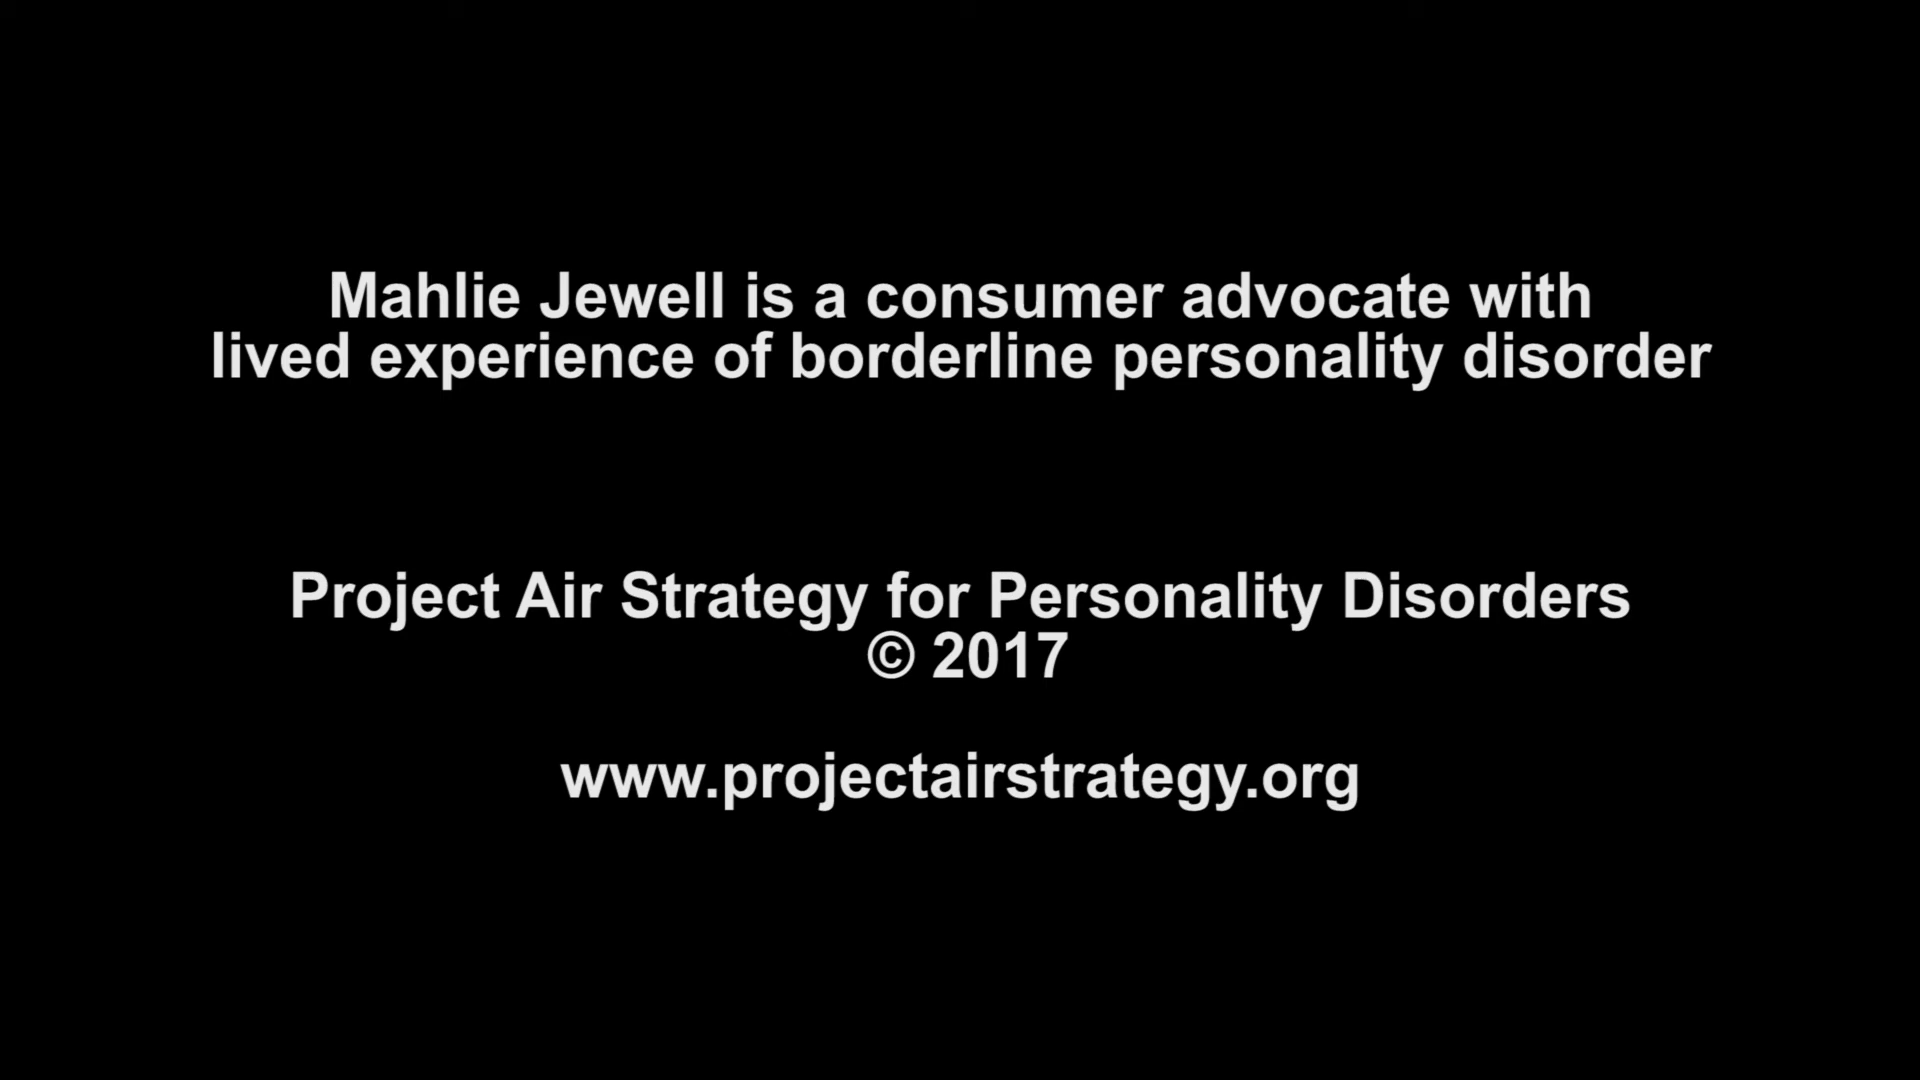 Mahlie Jewell is a consumer advocate with
lived experience of borderline personality disorder
Project Air Strategy for Personality Disorders
© 2017
www.projectairstrategy.org